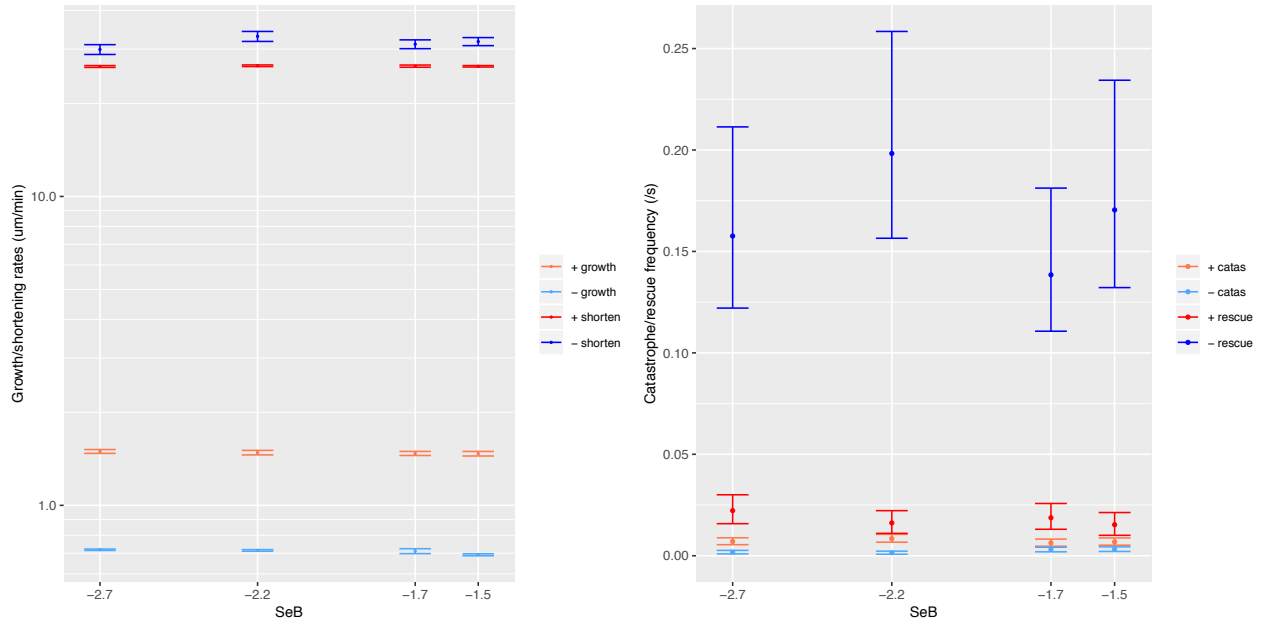 Growth/shortening rates (um/min)
10.0
1.0
−2.7
−2.2
−1.7
−1.5
SeB
+ growth
− growth
+ shorten
− shorten
Catastrophe/rescue frequency (/s)
0.25
0.20
0.15
0.10
0.05
0.00
−2.7
−2.2
−1.7
−1.5
SeB
+ catas
− catas
+ rescue
− rescue